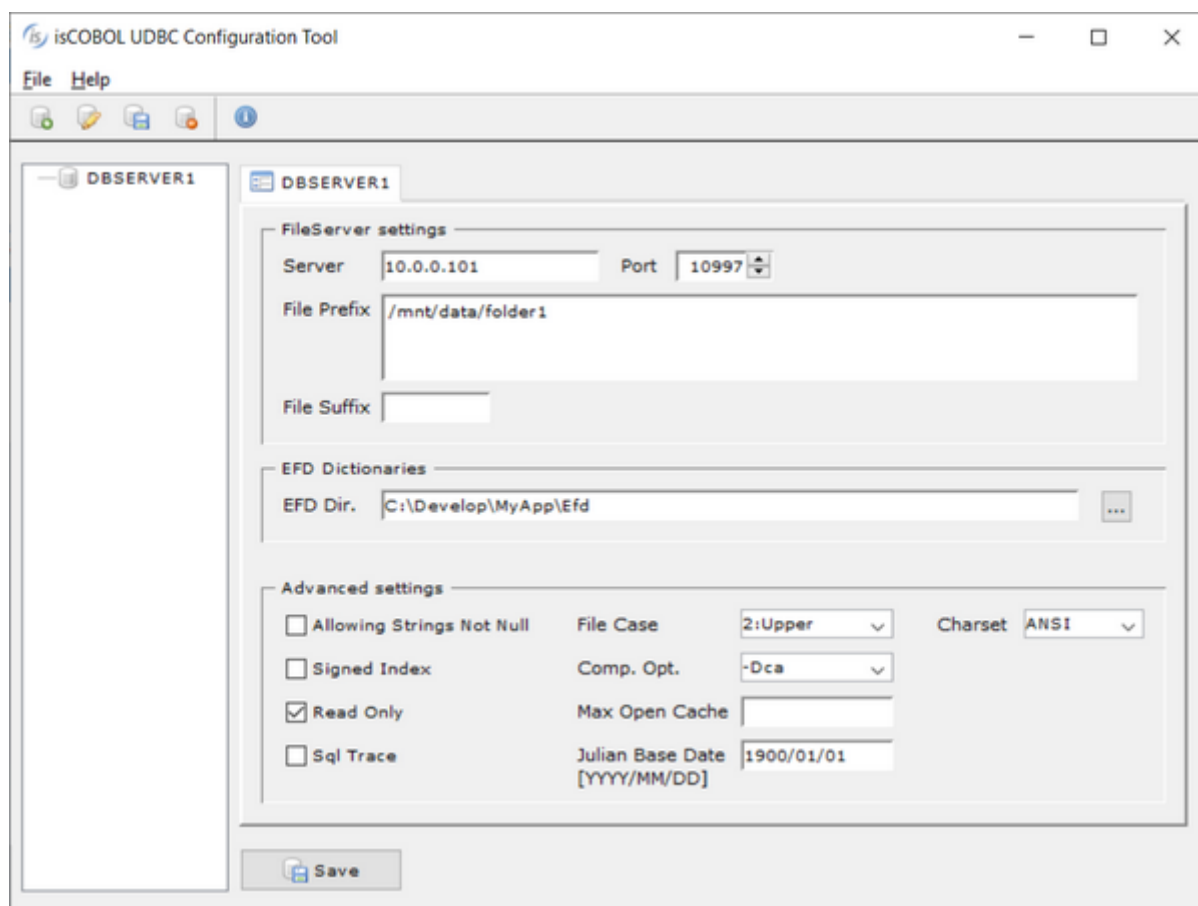 isCOBOL UDBC Configuration Tool
File Help
DBSERVER1
DBSERVER1
FileServer settings
Server 10.0.0.101 Port 10997
File Prefix /mnt/data/folder1
File Suffix
EFD Dictionaries
EFD Dir. C:\Develop\MyApp\Efd ...
Advanced settings
Allowing Strings Not Null File Case 2:Upper Charset ANSI
Signed Index Comp. Opt. -Dca
Read Only Max Open Cache
Sql Trace Julian Base Date 1900/01/01
[YYYY/MM/DD]
Save